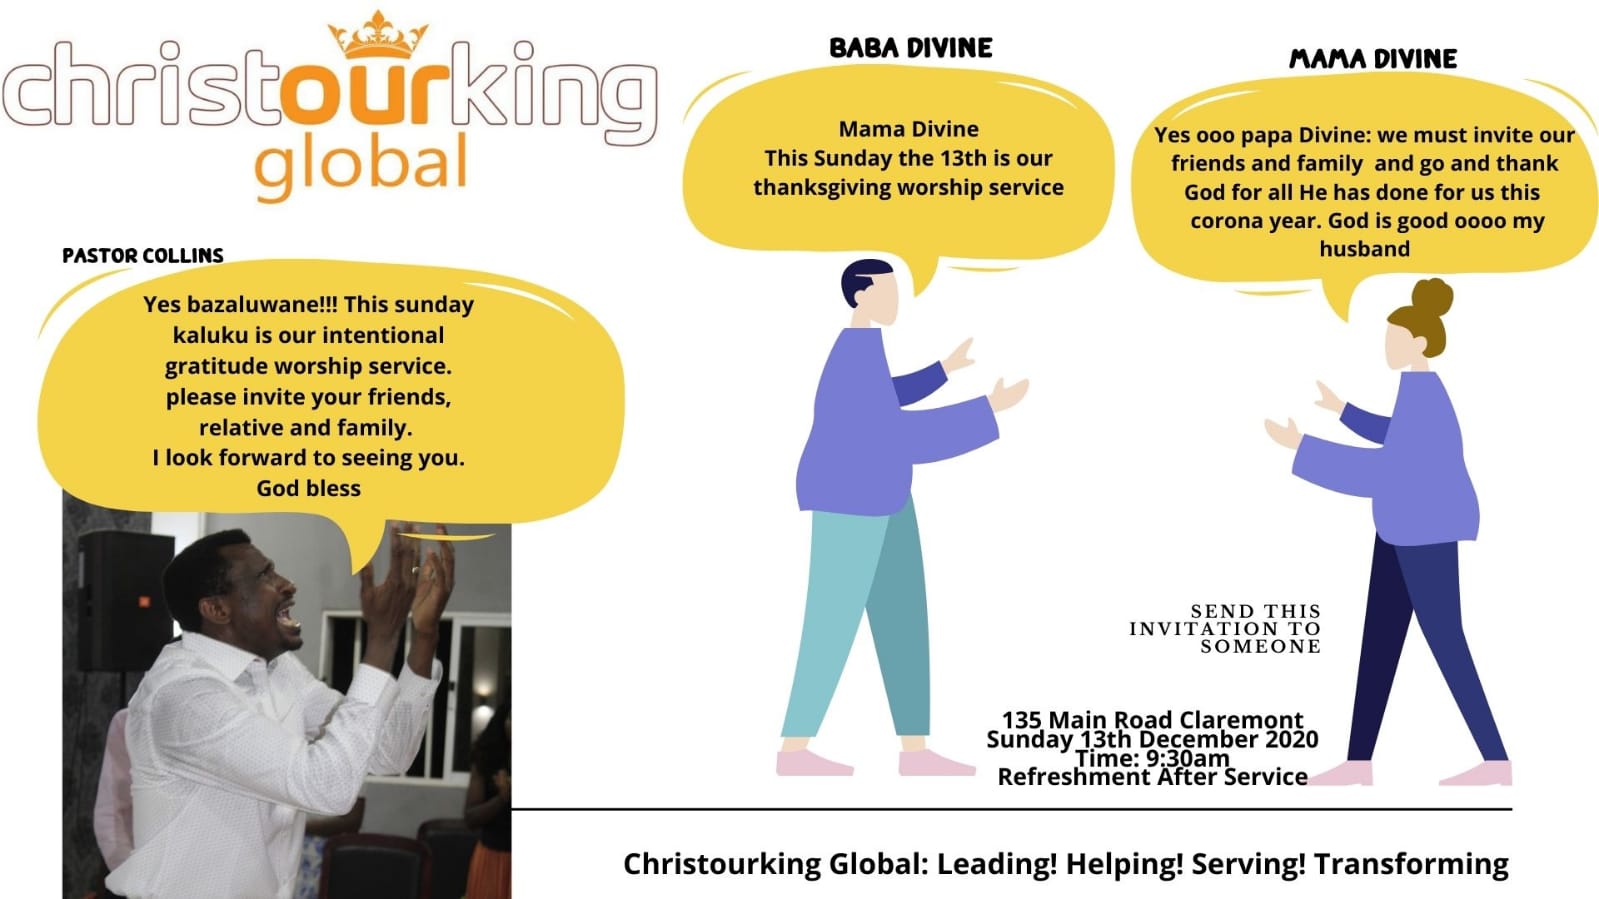 christourking
global
BABA DIVINE
Mama Divine
This Sunday the 13th is our
thanksgiving worship service
MAMA DIVINE
Yes ooo papa Divine: we must invite our
friends and family and go and thank
God for all He has done for us this
corona year. God is good oooo my
husband
PASTOR COLLINS
Yes bazaluwane!!! This sunday
kaluku is our intentional
gratitude worship service.
please invite your friends,
relative and family.
I look forward to seeing you.
God bless
SEND THIS
INVITATION TO
SOMEONE
135 Main Road Claremont
Sunday 13th December 2020
Time: 9:30am
Refreshment After Service
Christourking Global: Leading! Helping! Serving! Transforming